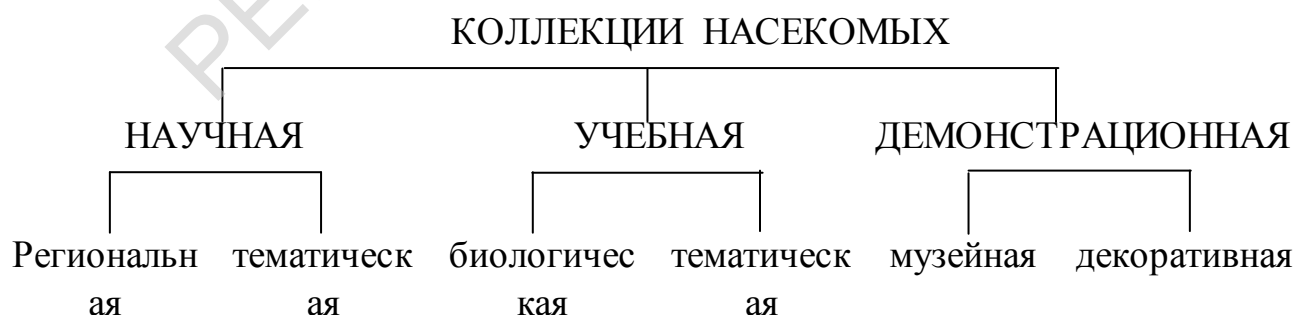 КОЛЛЕКЦИИ НАСЕКОМЫХ
НАУЧНАЯ УЧЕБНАЯ ДЕМОНСТРАЦИОННАЯ
Региональн тематическ биологичес тематическ музейная декоративная
ая ая кая ая